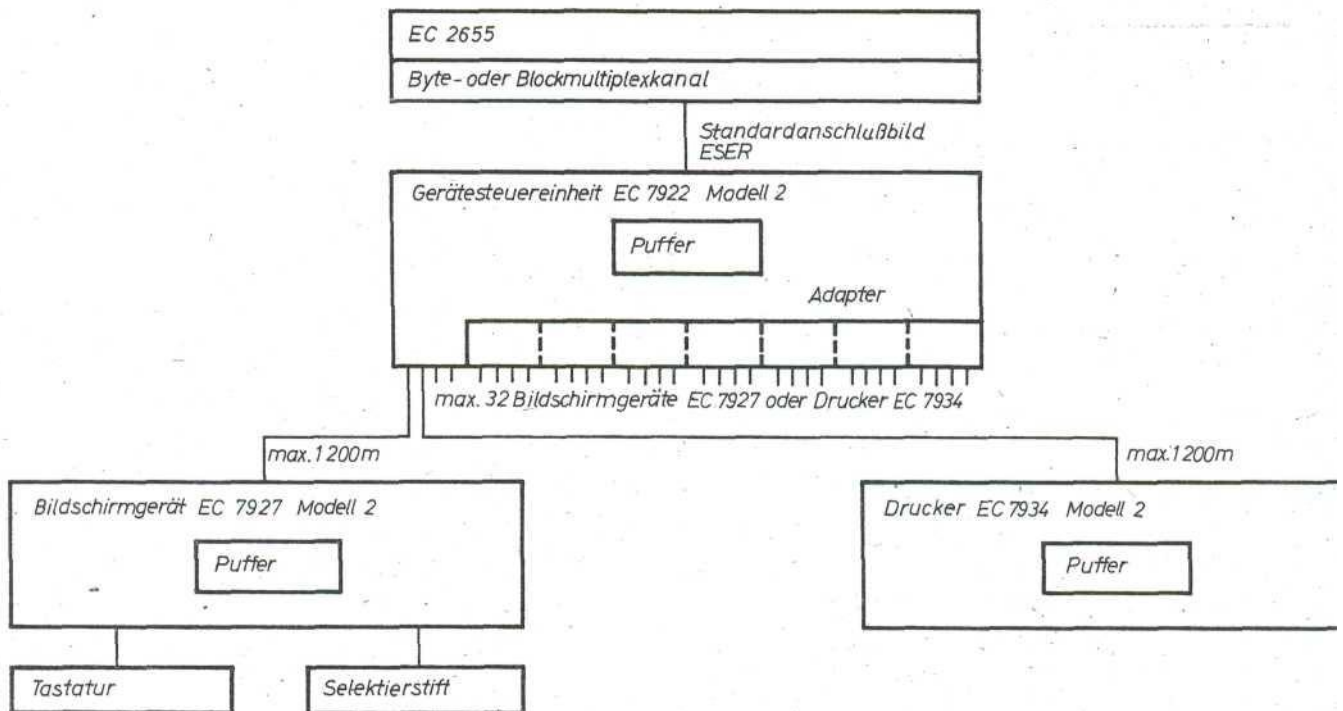 EC 2655
Byte- oder Blockmultiplexkanal
Standardanschlußbild
ESER
Gerätesteuereinheit EC 7922 Modell 2
Puffer
Adapter
max. 32 Bildschirmgeräte EC 7927 oder Drucker EC 7934
max. 1200m
max. 1200m
Bildschirmgerät EC 7927 Modell 2
Puffer
Drucker EC 7934 Modell 2
Puffer
Tastatur
Selektierstift